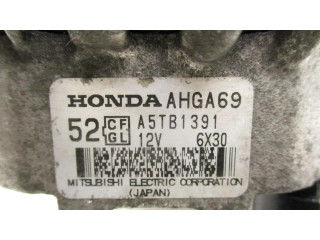 HONDA AHGA69
52 CF GL A5TB1391
12V 6X30
MITSUBISHI ELECTRIC CORPORATION
(JAPAN)